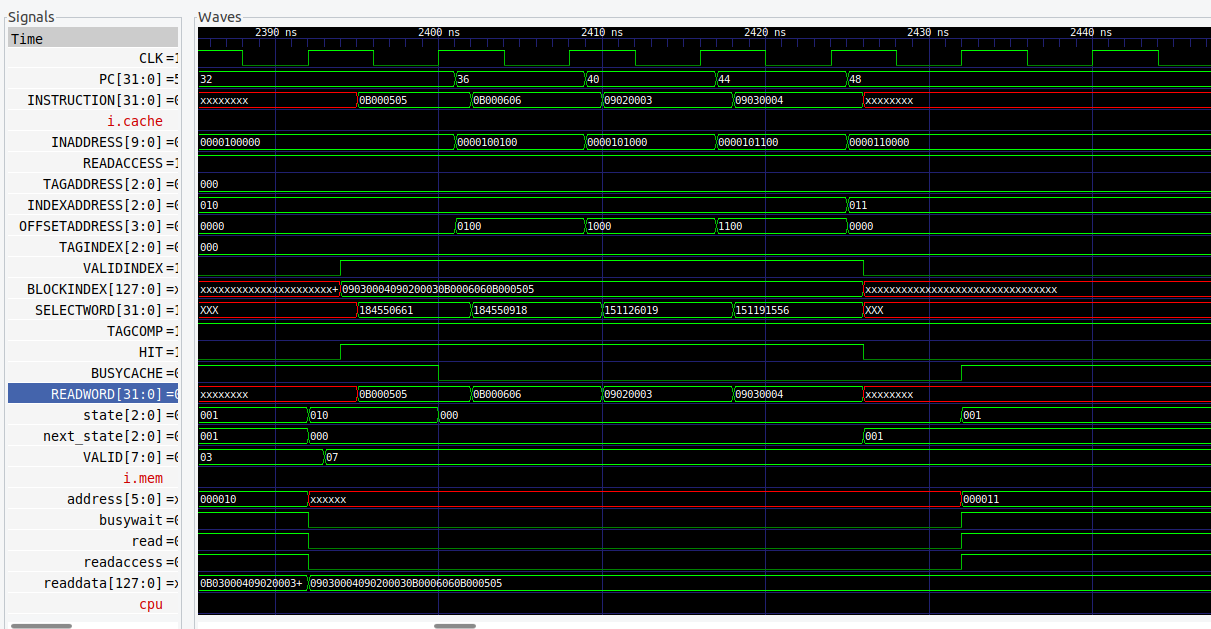 Signals Waves
Time 2390 ns 2400 ns 2410 ns 2420 ns 2430 ns 2440 ns
CLK =1
PC[31:0] =5 32 36 40 44 48
INSTRUCTION[31:0] =0 xxxxxxxx 0B000505 0B000606 09020003 09030004 xxxxxxxx
i.cache
INADDRESS[9:0] =0 0000100000 0000100100 0000101000 0000101100 0000110000
READACCESS =1
TAGADDRESS[2:0] =0 000
INDEXADDRESS[2:0] =0 010 011
OFFSETADDRESS[3:0] =0 0000 0100 1000 1100 0000
TAGINDEX[2:0] =0 000
VALIDINDEX =1
BLOCKINDEX[127:0] =x xxxxxxxxxxxxxxxxxxxxxx+ 09030004090200030B0006060B000505 xxxxxxxxxxxxxxxxxxxxxxxxxxxxxxxx
SELECTWORD[31:0] =1 XXX 184550661 184550918 151126019 151191556 XXX
TAGCOMP =1
HIT =1
BUSYCACHE =0
READWORD[31:0] =0 xxxxxxxx 0B000505 0B000606 09020003 09030004 xxxxxxxx
state[2:0] =0 001 010 000 001
next_state[2:0] =0 001 000 001
VALID[7:0] =0 03 07
i.mem
address[5:0] =x 000010 xxxxxx 000011
busywait =0
read =0
readaccess =0
readdata[127:0] =x 0B03000409020003+ 09030004090200030B0006060B000505
cpu